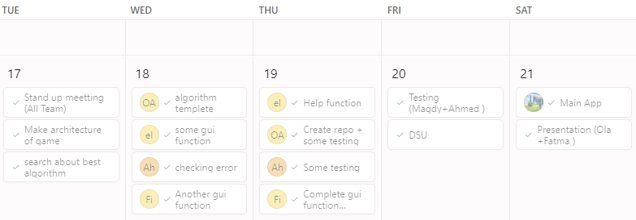 TUE WED THU FRI SAT
17 18 19 20 21
Stand up meetting
(All Team)
Make architecture
of game
search about best
algorithm
OA algorithm
templete
el some gui
function
Ah checking error
Fi Another gui
function
el Help function
OA Create repo +
some testing
Ah Some testing
Fi Complete gui
function...
Testing
(Magdy+Ahmed )
DSU
Main App
Presentation (Ola
+Fatma )